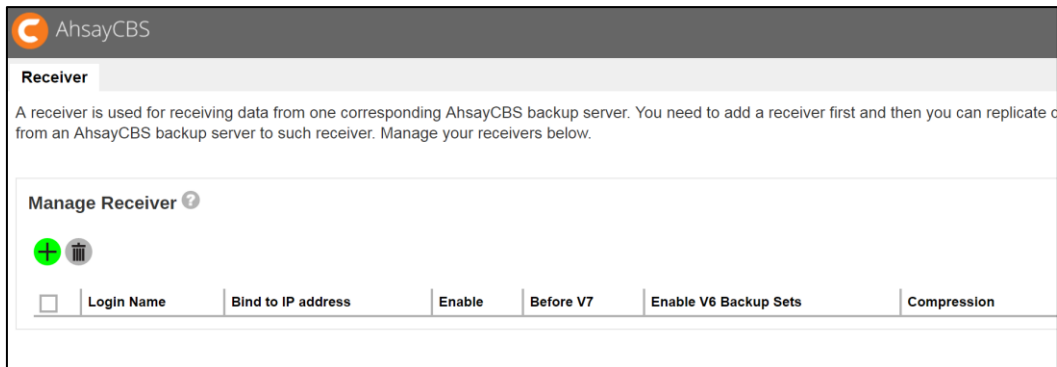 AhsayCBS
Receiver
A receiver is used for receiving data from one corresponding AhsayCBS backup server. You need to add a receiver first and then you can replicate
from an AhsayCBS backup server to such receiver. Manage your receivers below.
Manage Receiver
Login Name Bind to IP address Enable Before V7 Enable V6 Backup Sets Compression